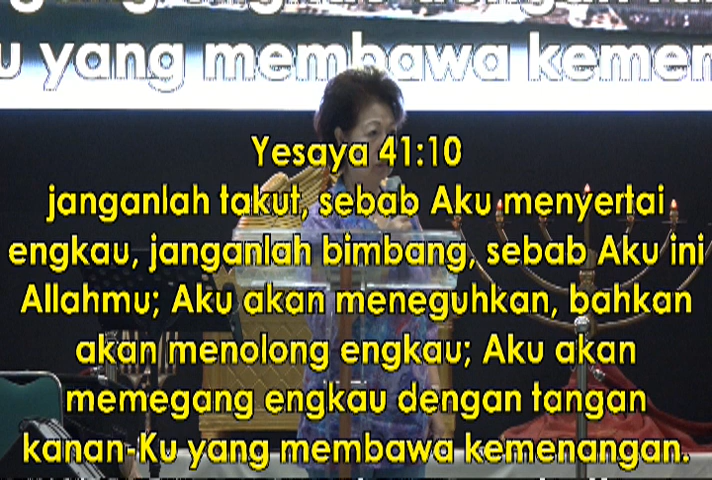 u yang membawa kemen
Yesaya 41:10
janganlah takut, sebab Aku menyertai
engkau, janganlah bimbang, sebab Aku ini
Allahmu; Aku akan meneguhkan, bahkan
akan menolong engkau; Aku akan
memegang engkau dengan tangan
kanan-Ku yang membawa kemenangan.